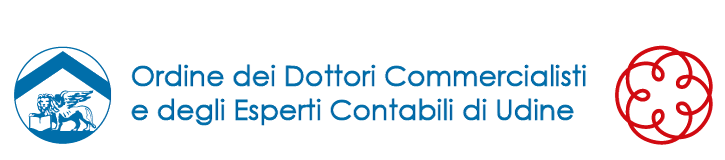 Ordine dei Dottori Commercialisti
e degli Esperti Contabili di Udine